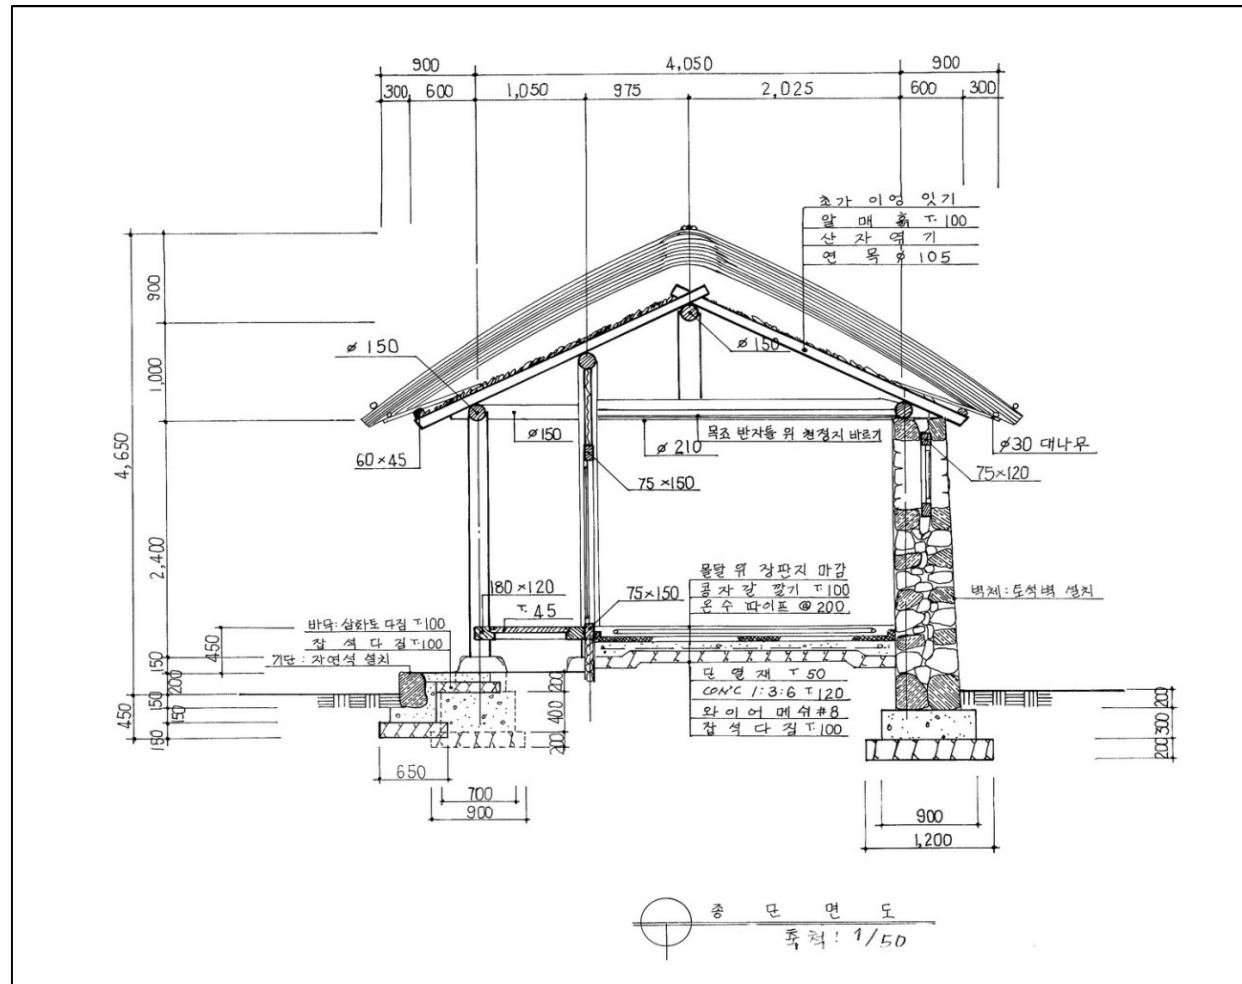 900 4,050 900
300 600 1,050 975 2,025 600 300
초가 이엉 잇기
알 매 흙 T.100
산 자 엮 기
연 목 ø 105
900
1,000
4,650
2,400
ø 150
ø 150
ø150
ø 210
목조 반자틀 위 천정지 바르기
ø30 대나무
60×45
75×150
75×120
몰탈 위 장판지 마감
콩 자 갈 깔 기 T.100
온 수 파이프 @ 200
180×120
T. 45
75×150
벽체 : 토석벽 설치
바닥: 삼화토 다짐 T.100
잡 석 다 짐 T.100
기단 : 자연석 설치
450
150
200
150
150
150
450
단 열 재 T 50
CON'C 1:3:6 T 120
와 이 어 메 쉬 #8
잡 석 다 짐 T.100
200
400
200
200
300
200
650
700
900
900
1,200
종 단 면 도
축척 : 1/50